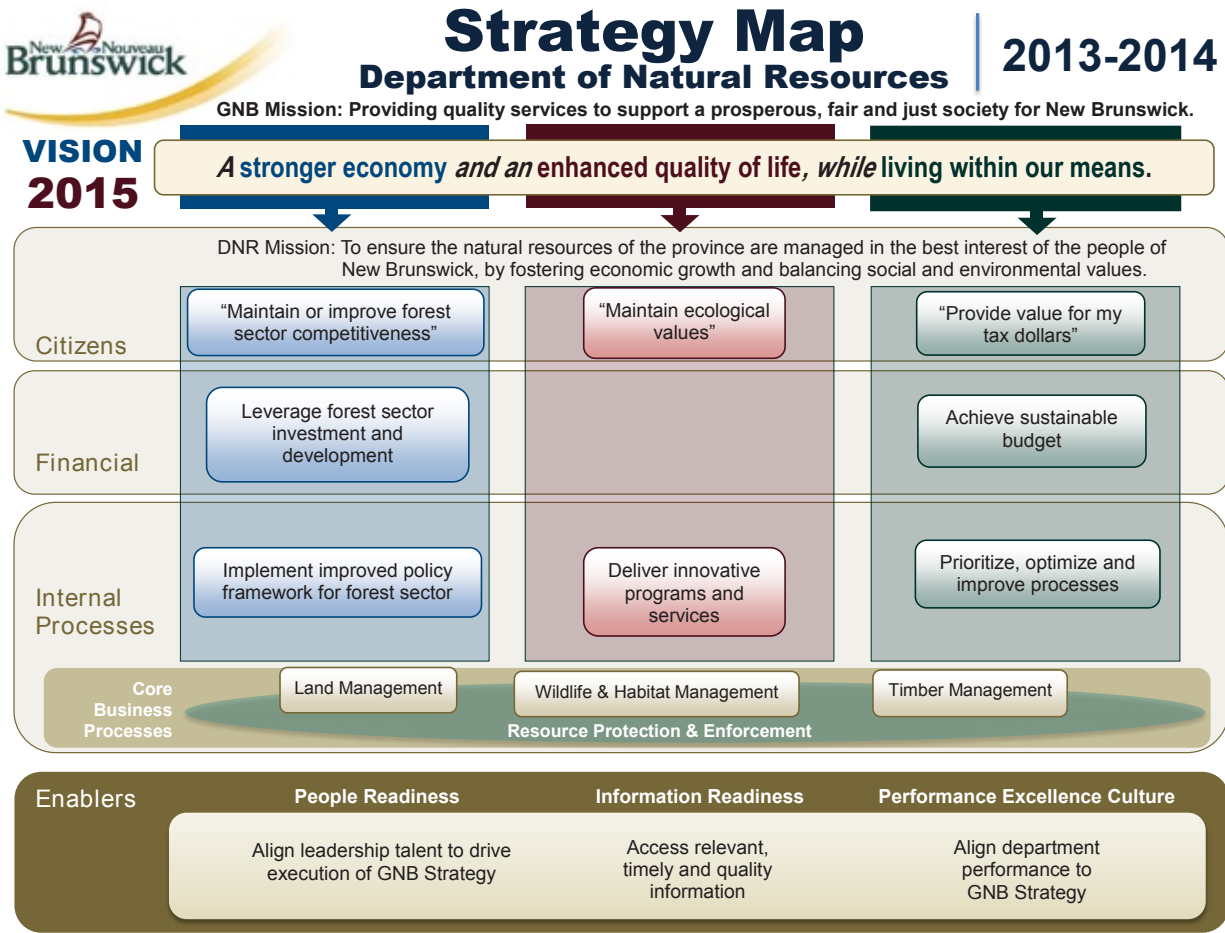 New Nouveau
Brunswick
Strategy Map
Department of Natural Resources
2013-2014
GNB Mission: Providing quality services to support a prosperous, fair and just society for New Brunswick.
VISION
2015
A stronger economy and an enhanced quality of life, while living within our means.
DNR Mission: To ensure the natural resources of the province are managed in the best interest of the people of
New Brunswick, by fostering economic growth and balancing social and environmental values.
Citizens
“Maintain or improve forest
sector competitiveness”
“Maintain ecological
values”
“Provide value for my
tax dollars”
Financial
Leverage forest sector
investment and
development
Achieve sustainable
budget
Internal
Processes
Implement improved policy
framework for forest sector
Deliver innovative
programs and
services
Prioritize, optimize and
improve processes
Core
Business
Processes
Land Management
Wildlife & Habitat Management
Timber Management
Resource Protection & Enforcement
Enablers
People Readiness
Information Readiness
Performance Excellence Culture
Align leadership talent to drive
execution of GNB Strategy
Access relevant,
timely and quality
information
Align department
performance to
GNB Strategy